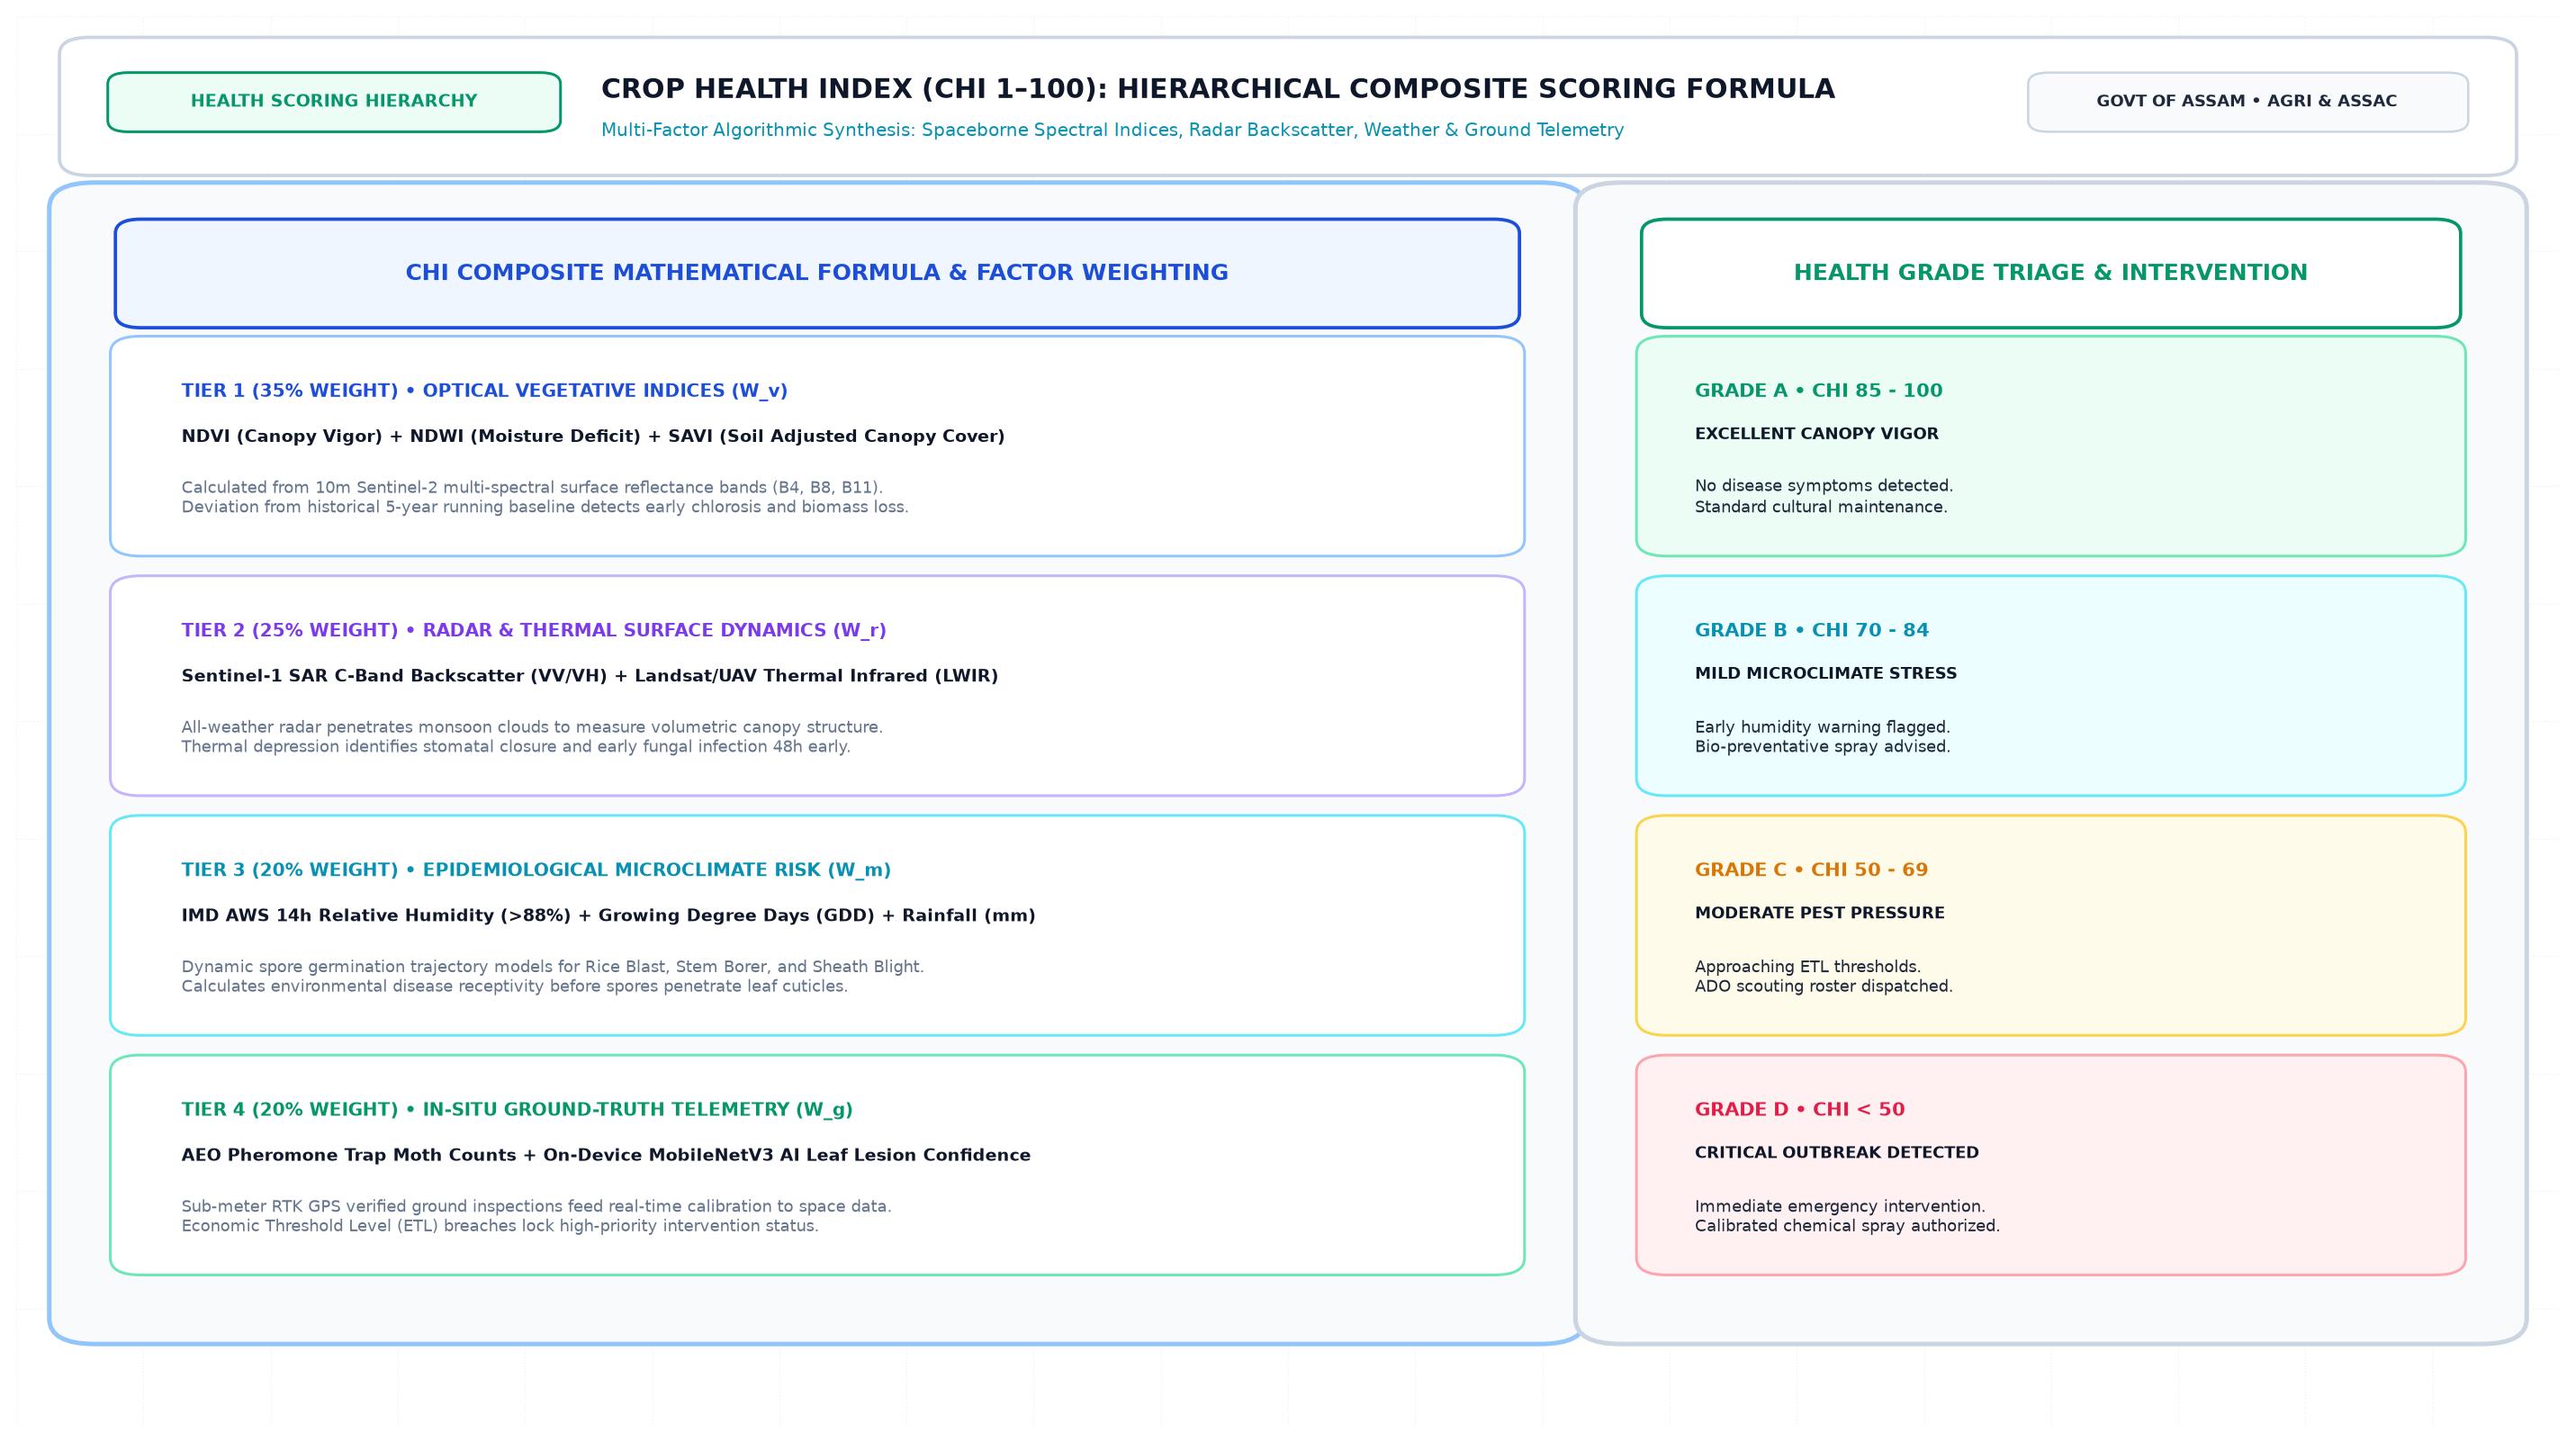 HEALTH SCORING HIERARCHY
CROP HEALTH INDEX (CHI 1–100): HIERARCHICAL COMPOSITE SCORING FORMULA
Multi-Factor Algorithmic Synthesis: Spaceborne Spectral Indices, Radar Backscatter, Weather & Ground Telemetry
GOVT OF ASSAM • AGRI & ASSAC
CHI COMPOSITE MATHEMATICAL FORMULA & FACTOR WEIGHTING
TIER 1 (35% WEIGHT) • OPTICAL VEGETATIVE INDICES (W_v)
NDVI (Canopy Vigor) + NDWI (Moisture Deficit) + SAVI (Soil Adjusted Canopy Cover)
Calculated from 10m Sentinel-2 multi-spectral surface reflectance bands (B4, B8, B11).
Deviation from historical 5-year running baseline detects early chlorosis and biomass loss.
TIER 2 (25% WEIGHT) • RADAR & THERMAL SURFACE DYNAMICS (W_r)
Sentinel-1 SAR C-Band Backscatter (VV/VH) + Landsat/UAV Thermal Infrared (LWIR)
All-weather radar penetrates monsoon clouds to measure volumetric canopy structure.
Thermal depression identifies stomatal closure and early fungal infection 48h early.
TIER 3 (20% WEIGHT) • EPIDEMIOLOGICAL MICROCLIMATE RISK (W_m)
IMD AWS 14h Relative Humidity (>88%) + Growing Degree Days (GDD) + Rainfall (mm)
Dynamic spore germination trajectory models for Rice Blast, Stem Borer, and Sheath Blight.
Calculates environmental disease receptivity before spores penetrate leaf cuticles.
TIER 4 (20% WEIGHT) • IN-SITU GROUND-TRUTH TELEMETRY (W_g)
AEO Pheromone Trap Moth Counts + On-Device MobileNetV3 AI Leaf Lesion Confidence
Sub-meter RTK GPS verified ground inspections feed real-time calibration to space data.
Economic Threshold Level (ETL) breaches lock high-priority intervention status.
HEALTH GRADE TRIAGE & INTERVENTION
GRADE A • CHI 85 - 100
EXCELLENT CANOPY VIGOR
No disease symptoms detected.
Standard cultural maintenance.
GRADE B • CHI 70 - 84
MILD MICROCLIMATE STRESS
Early humidity warning flagged.
Bio-preventative spray advised.
GRADE C • CHI 50 - 69
MODERATE PEST PRESSURE
Approaching ETL thresholds.
ADO scouting roster dispatched.
GRADE D • CHI < 50
CRITICAL OUTBREAK DETECTED
Immediate emergency intervention.
Calibrated chemical spray authorized.